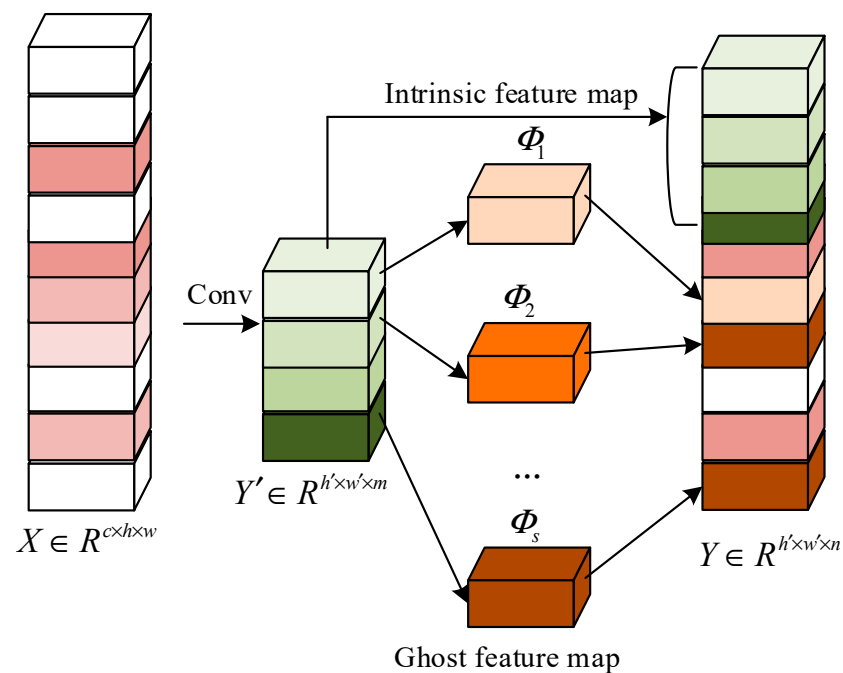 Intrinsic feature map
Φ₁
Conv
Φ₂
Y′ ∈ R^{h′×w′×m}
...
X ∈ R^{c×h×w}
Φₛ
Y ∈ R^{h′×w′×n}
Ghost feature map